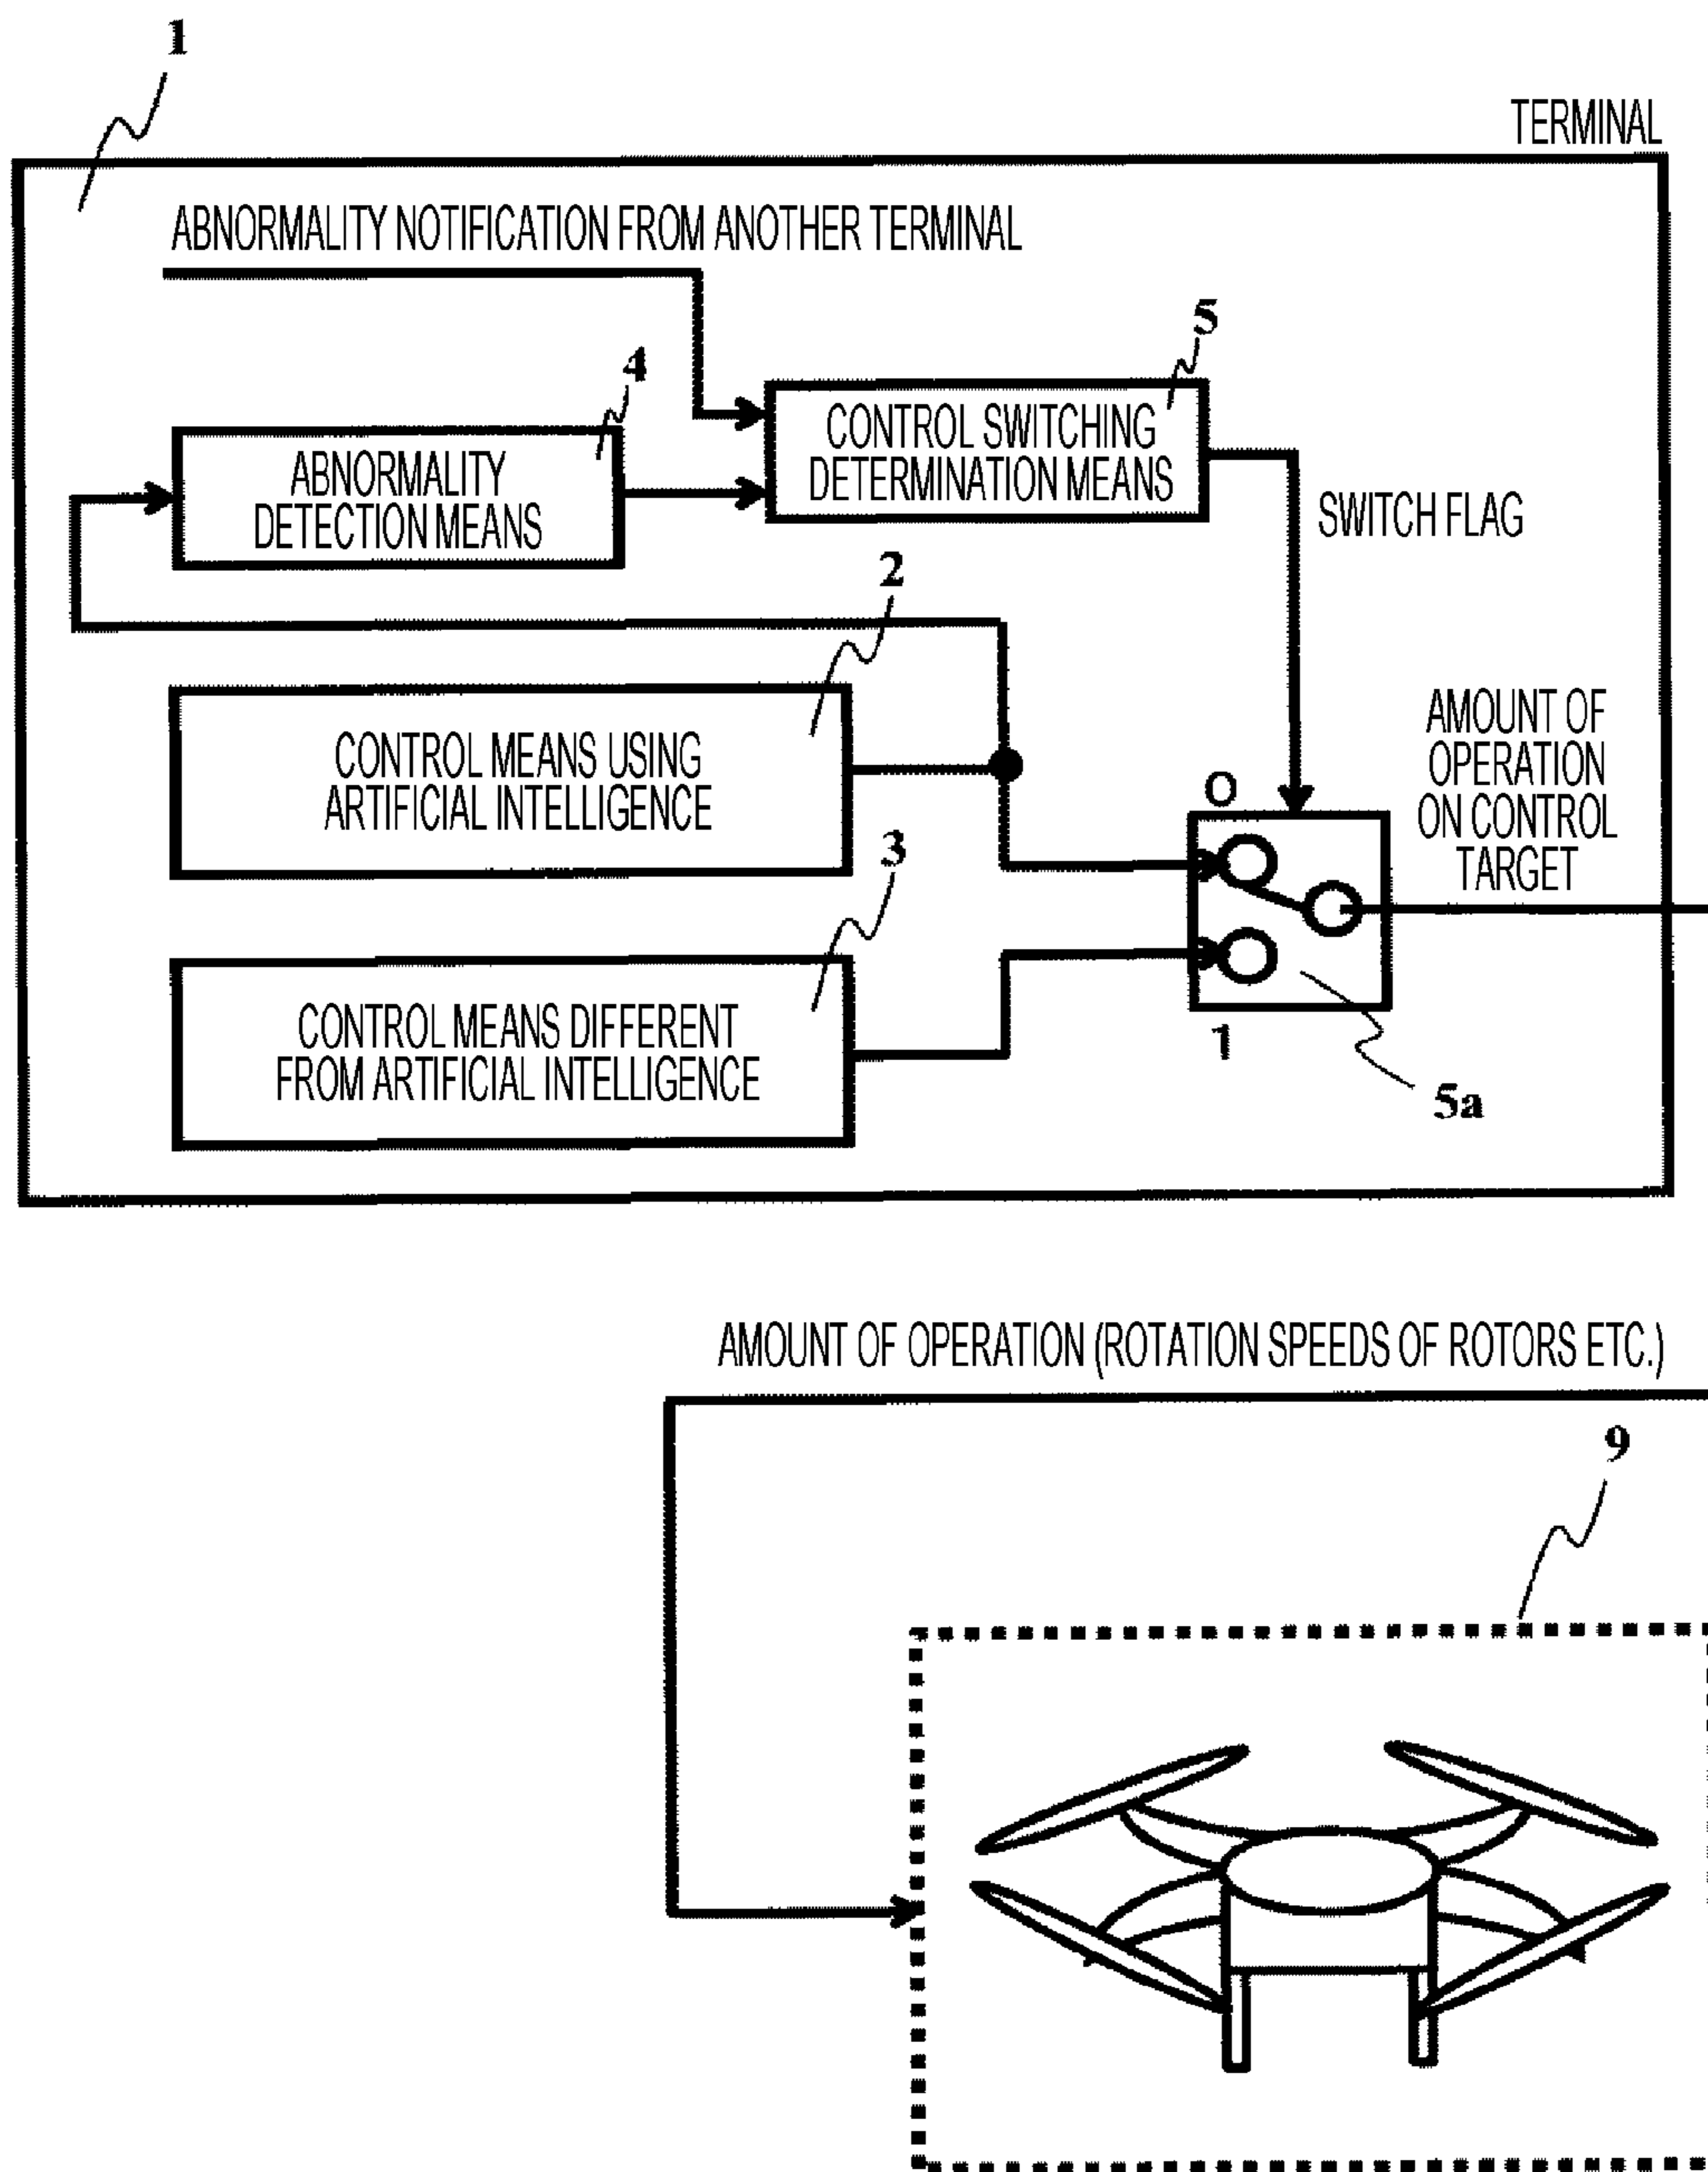 1
TERMINAL
ABNORMALITY NOTIFICATION FROM ANOTHER TERMINAL
5
4
CONTROL SWITCHING
DETERMINATION MEANS
ABNORMALITY
DETECTION MEANS
SWITCH FLAG
2
CONTROL MEANS USING
ARTIFICIAL INTELLIGENCE
AMOUNT OF
OPERATION
ON CONTROL
TARGET
0
3
CONTROL MEANS DIFFERENT
FROM ARTIFICIAL INTELLIGENCE
1
5a
AMOUNT OF OPERATION (ROTATION SPEEDS OF ROTORS ETC.)
9